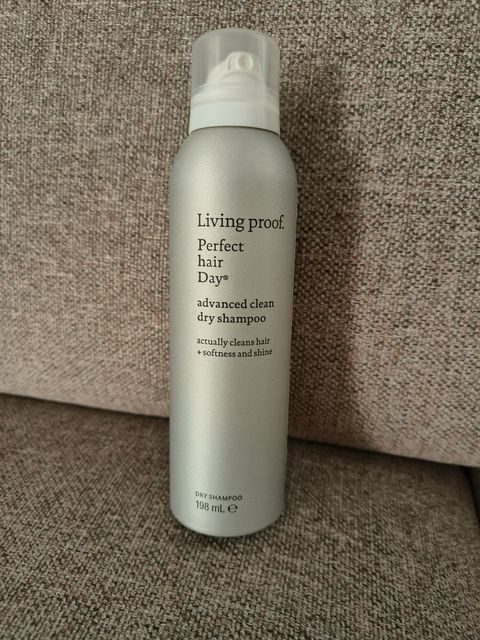 Living proof.
Perfect
hair
Day®
advanced clean
dry shampoo
actually cleans hair
+ softness and shine
DRY SHAMPOO
198 mL ℮